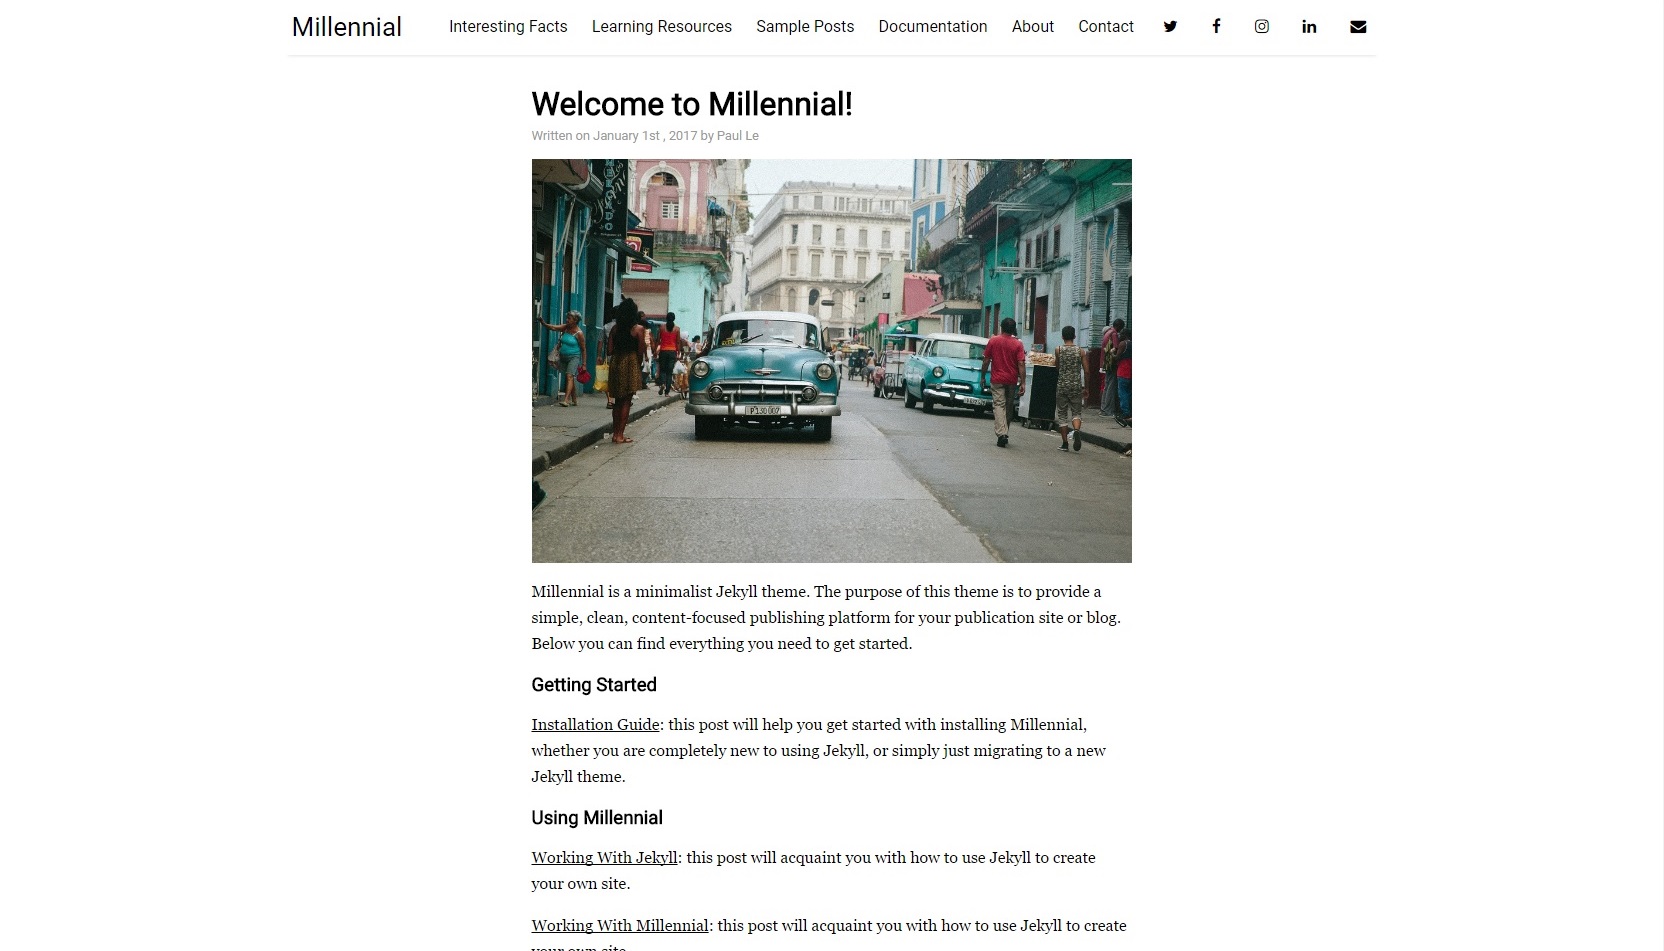 Millennial
Interesting Facts Learning Resources Sample Posts Documentation About Contact
Welcome to Millennial!
Written on January 1st , 2017 by Paul Le
Millennial is a minimalist Jekyll theme. The purpose of this theme is to provide a
simple, clean, content-focused publishing platform for your publication site or blog.
Below you can find everything you need to get started.
Getting Started
Installation Guide: this post will help you get started with installing Millennial,
whether you are completely new to using Jekyll, or simply just migrating to a new
Jekyll theme.
Using Millennial
Working With Jekyll: this post will acquaint you with how to use Jekyll to create
your own site.
Working With Millennial: this post will acquaint you with how to use Jekyll to create
your own site.